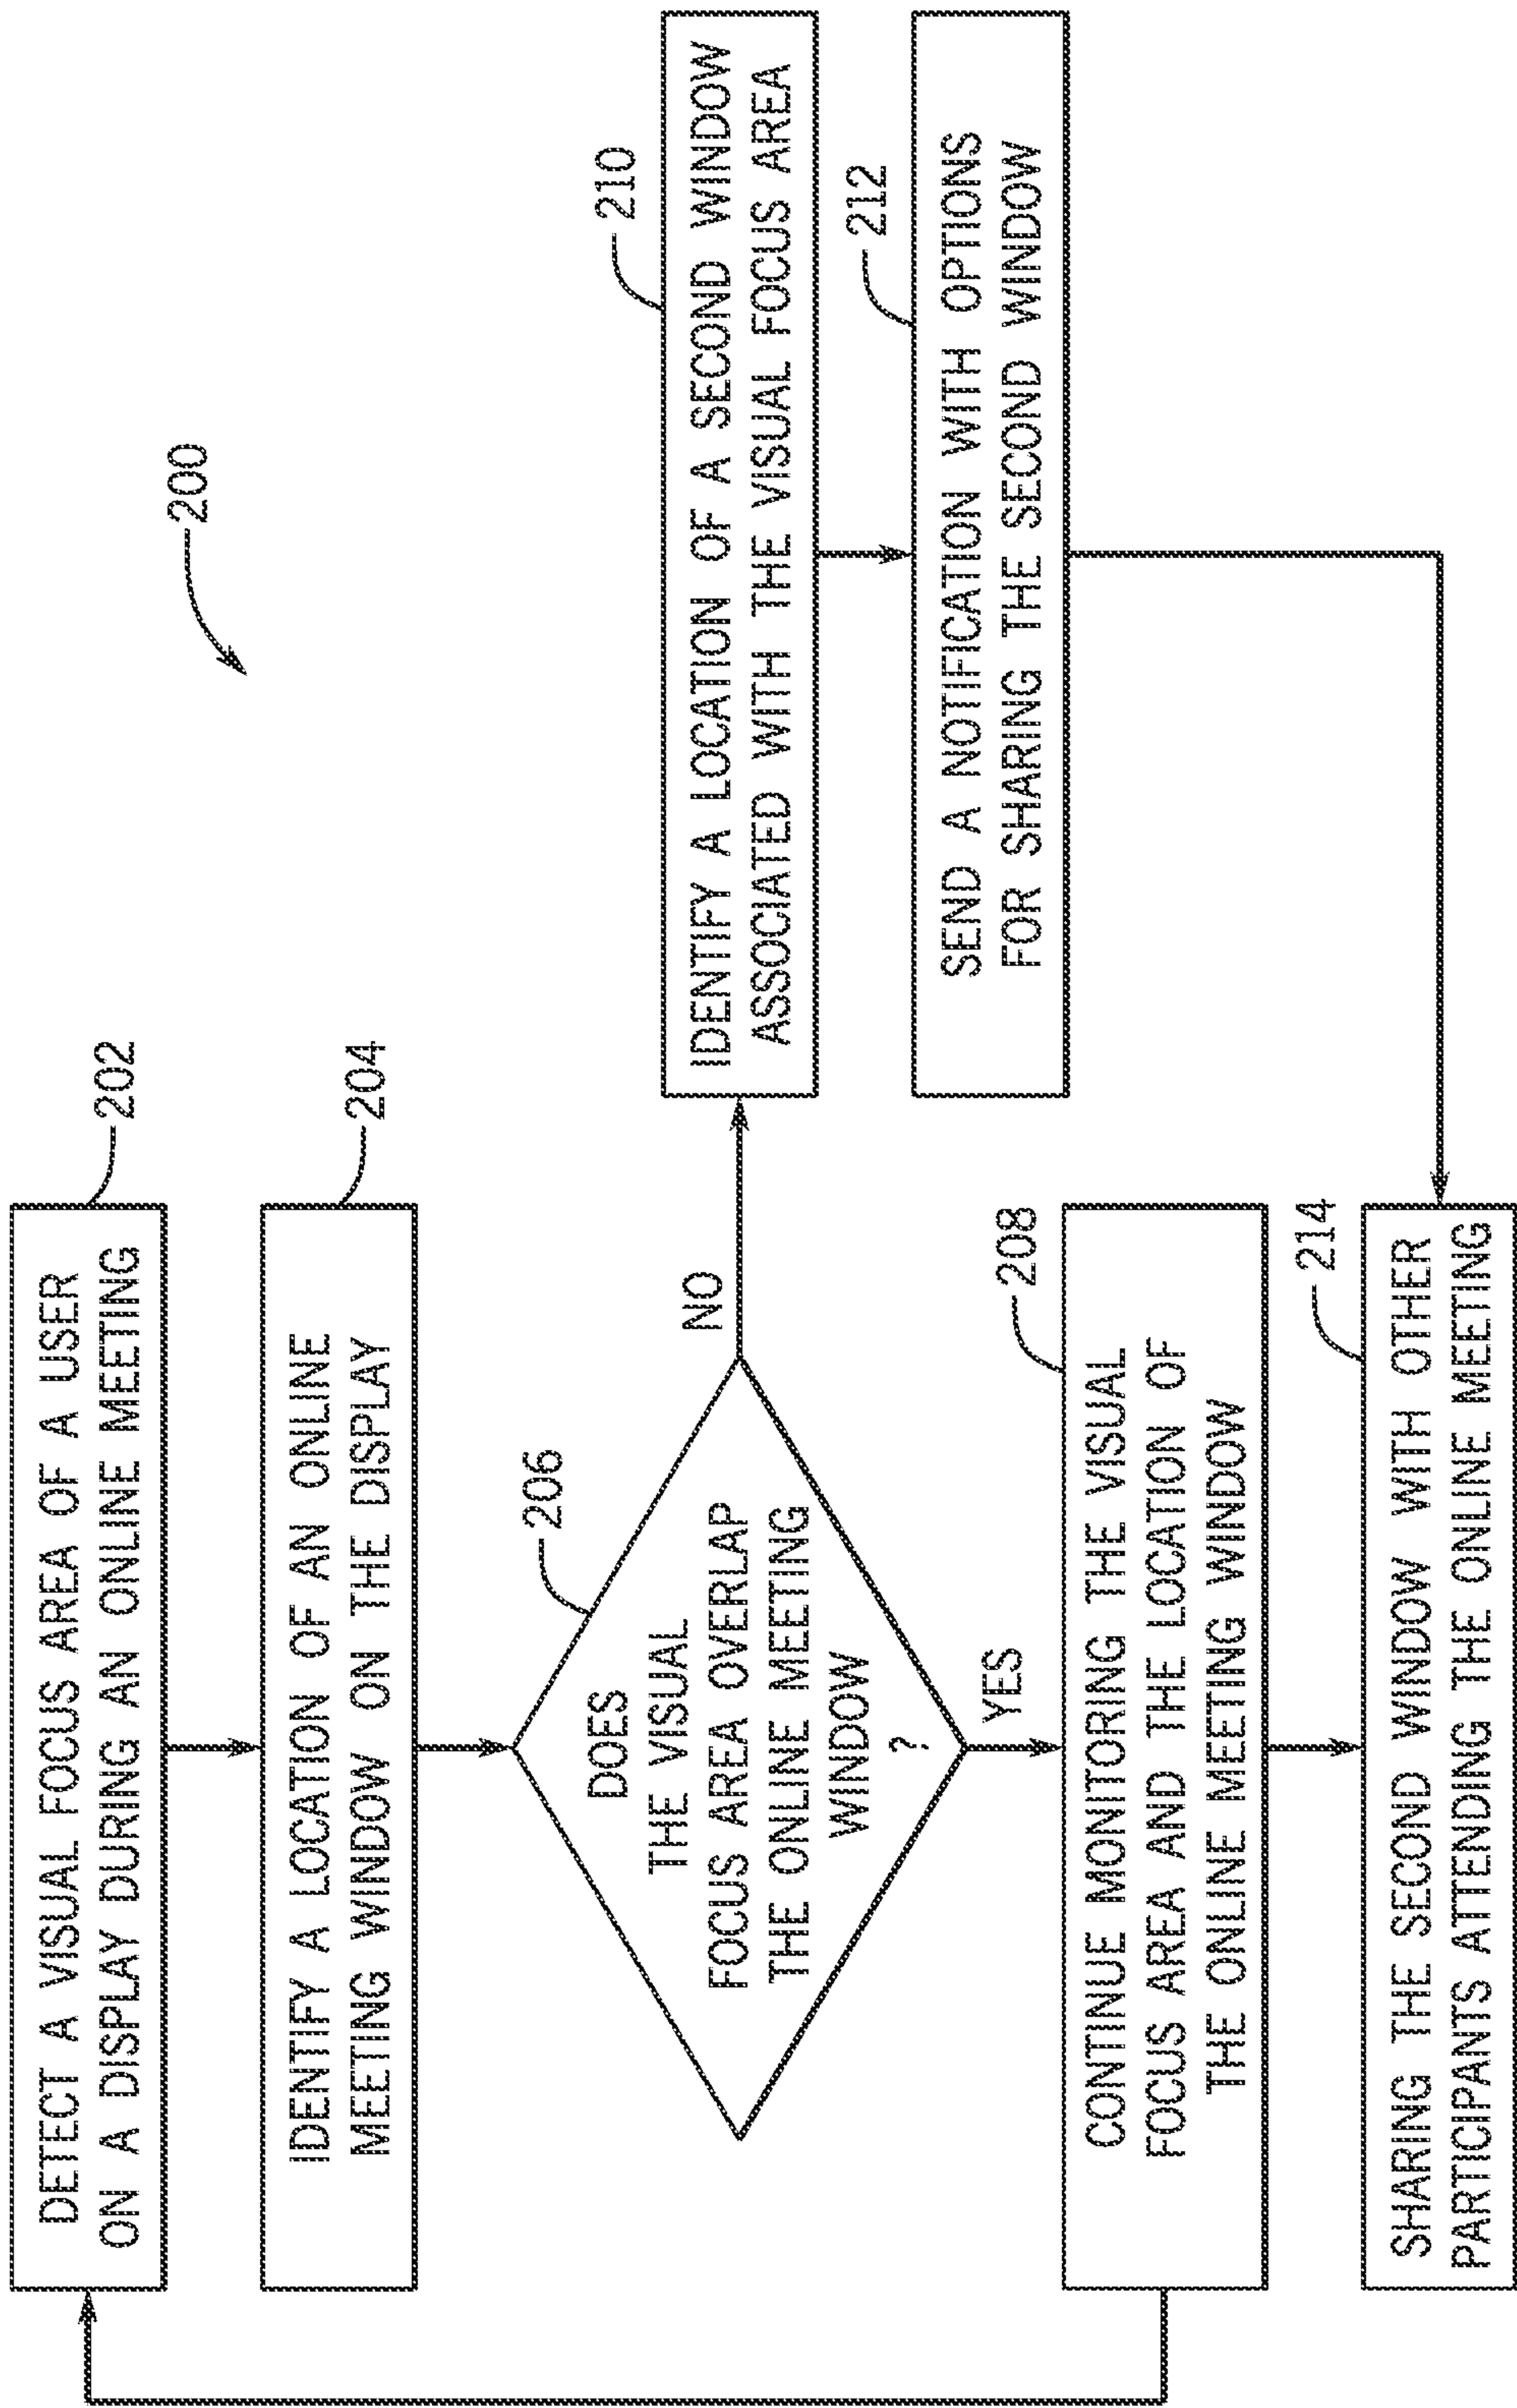 200
202
DETECT A VISUAL FOCUS AREA OF A USER
ON A DISPLAY DURING AN ONLINE MEETING
204
IDENTIFY A LOCATION OF AN ONLINE
MEETING WINDOW ON THE DISPLAY
206
DOES
THE VISUAL
FOCUS AREA OVERLAP
THE ONLINE MEETING
WINDOW
?
NO
210
IDENTIFY A LOCATION OF A SECOND WINDOW
ASSOCIATED WITH THE VISUAL FOCUS AREA
212
SEND A NOTIFICATION WITH OPTIONS
FOR SHARING THE SECOND WINDOW
YES
208
CONTINUE MONITORING THE VISUAL
FOCUS AREA AND THE LOCATION OF
THE ONLINE MEETING WINDOW
214
SHARING THE SECOND WINDOW WITH OTHER
PARTICIPANTS ATTENDING THE ONLINE MEETING